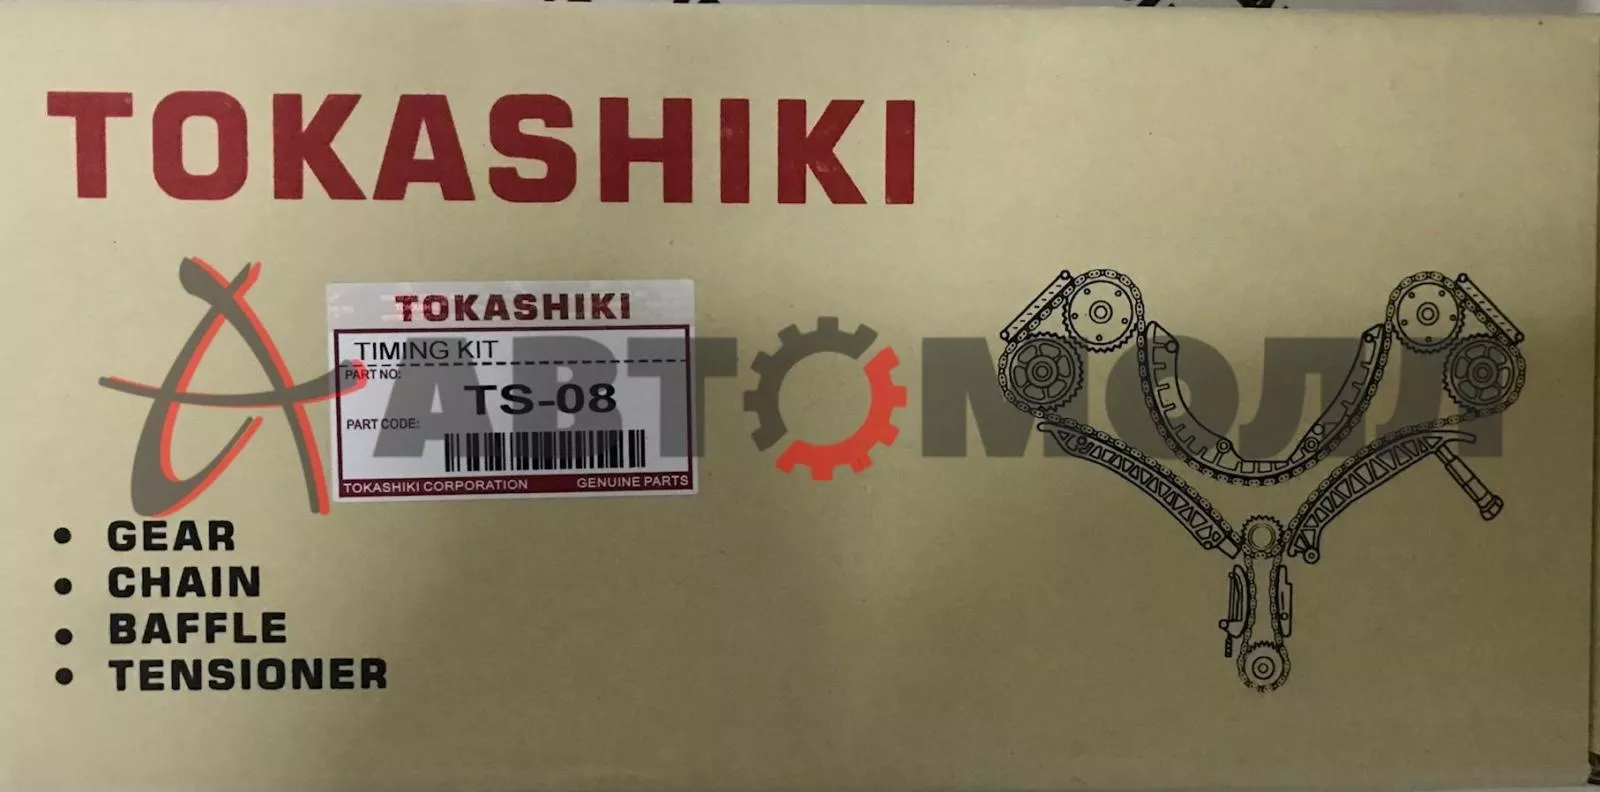 TOKASHIKI
TOKASHIKI
TIMING KIT
PART NO:
TS-08
PART CODE:
TOKASHIKI CORPORATION GENUINE PARTS
АВТОМОЛЛ
• GEAR
• CHAIN
• BAFFLE
• TENSIONER